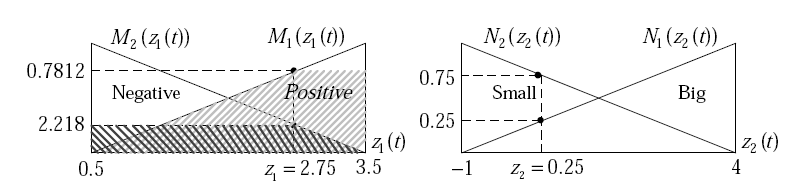 M₂(z₁(t))
M₁(z₁(t))
0.7812
Negative
Positive
2.218
z₁(t)
0.5
z₁ = 2.75
3.5
N₂(z₂(t))
N₁(z₂(t))
0.75
Small
Big
0.25
z₂(t)
−1
z₂ = 0.25
4